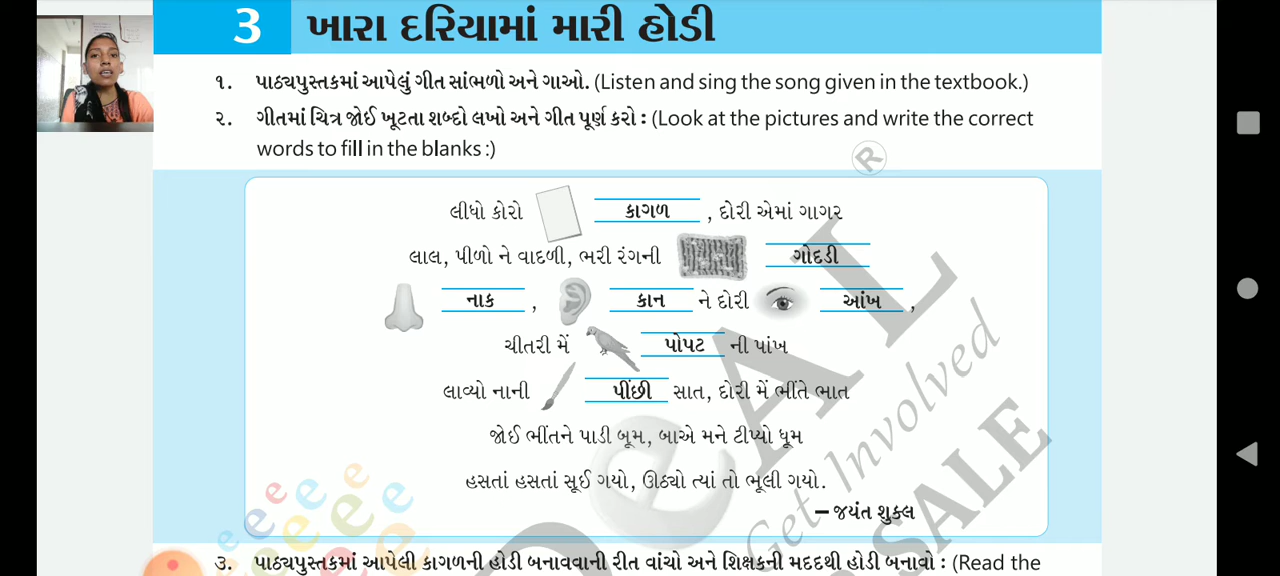 3 ખારા દરિયામાં મારી હોડી
૧. પાઠ્યપુસ્તકમાં આપેલું ગીત સાંભળો અને ગાઓ. (Listen and sing the song given in the textbook.)
૨. ગીતમાં ચિત્ર જોઈ ખૂટતા શબ્દો લખો અને ગીત પૂર્ણ કરો : (Look at the pictures and write the correct
words to fill in the blanks :)
લીધો કોરો કાગળ , દોરી એમાં ગાગર
લાલ, પીળો ને વાદળી, ભરી રંગની ગોદડી
નાક , કાન ને દોરી આંખ ,
ચીતરી મેં પોપટ ની પાંખ
લાવ્યો નાની પીંછી સાત, દોરી મેં ભીંતે ભાત
જોઈ ભીંતને પાડી બૂમ, બાએ મને ટીપ્યો ધૂમ
હસતાં હસતાં સૂઈ ગયો, ઊઠ્યો ત્યાં તો ભૂલી ગયો.
– જયંત શુક્લ
૩. પાઠ્યપુસ્તકમાં આપેલી કાગળની હોડી બનાવવાની રીત વાંચો અને શિક્ષકની મદદથી હોડી બનાવો : (Read the
®
DeAL
Get Involved
SALE